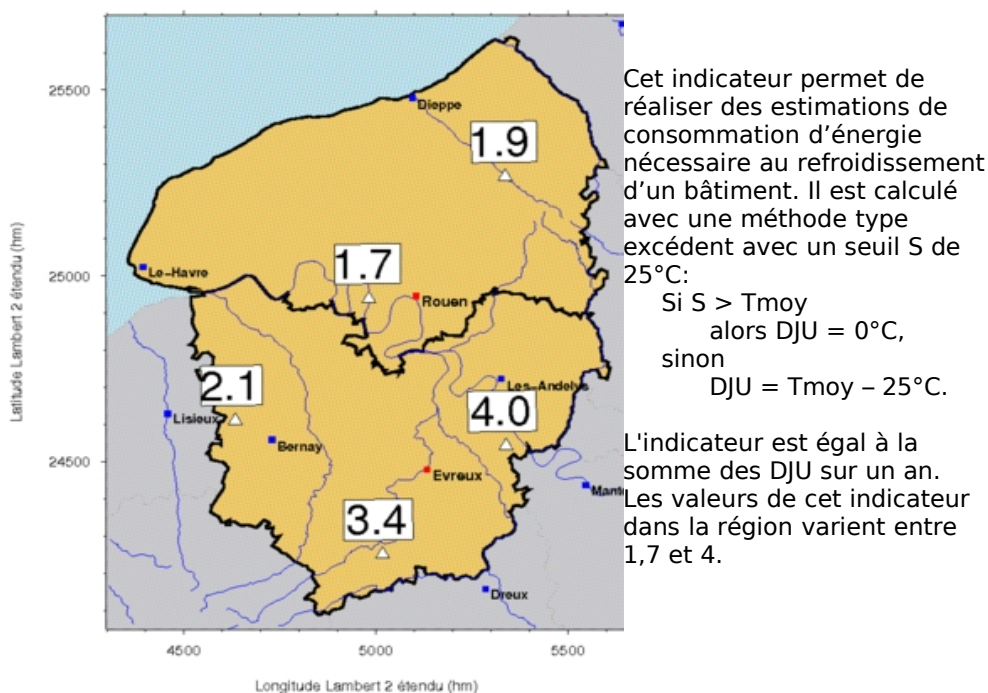 25500
25000
24500
Latitude Lambert 2 étendu (hm)
Dieppe
1.9
1.7
Le-Havre
Rouen
2.1
Les-Andelys
4.0
Lisieux
Bernay
Evreux
Mant
3.4
Dreux
4500
5000
5500
Longitude Lambert 2 étendu (hm)
Cet indicateur permet de
réaliser des estimations de
consommation d’énergie
nécessaire au refroidissement
d’un bâtiment. Il est calculé
avec une méthode type
excédent avec un seuil S de
25°C:
Si S > Tmoy
alors DJU = 0°C,
sinon
DJU = Tmoy – 25°C.
L'indicateur est égal à la
somme des DJU sur un an.
Les valeurs de cet indicateur
dans la région varient entre
1,7 et 4.